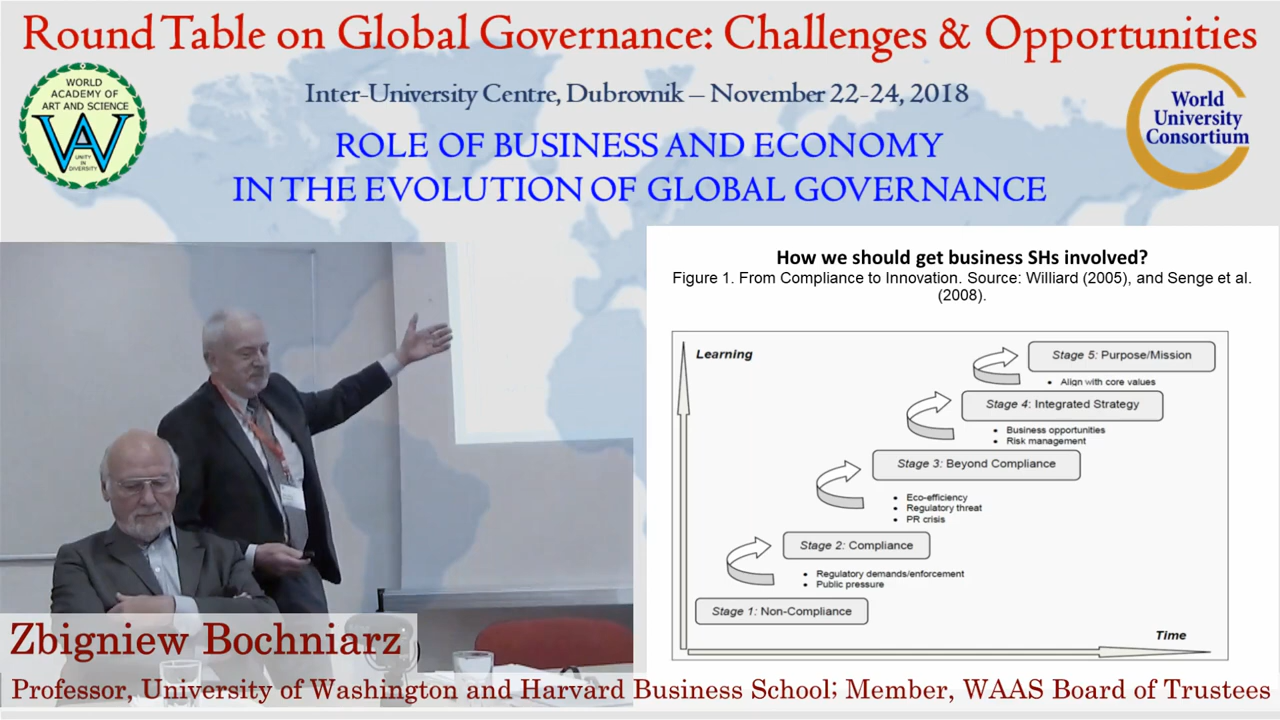 Round Table on Global Governance: Challenges & Opportunities
WORLD
ACADEMY OF
ART AND SCIENCE
WA
UNITY
IN
DIVERSITY
Inter-University Centre, Dubrovnik – November 22-24, 2018
World
University
Consortium
ROLE OF BUSINESS AND ECONOMY
IN THE EVOLUTION OF GLOBAL GOVERNANCE
How we should get business SHs involved?
Figure 1. From Compliance to Innovation. Source: Williard (2005), and Senge et al.
(2008).
Learning
Stage 5: Purpose/Mission
• Align with core values
Stage 4: Integrated Strategy
• Business opportunities
• Risk management
Stage 3: Beyond Compliance
• Eco-efficiency
• Regulatory threat
• PR crisis
Stage 2: Compliance
• Regulatory demands/enforcement
• Public pressure
Stage 1: Non-Compliance
Time
Zbigniew Bochniarz
Professor, University of Washington and Harvard Business School; Member, WAAS Board of Trustees